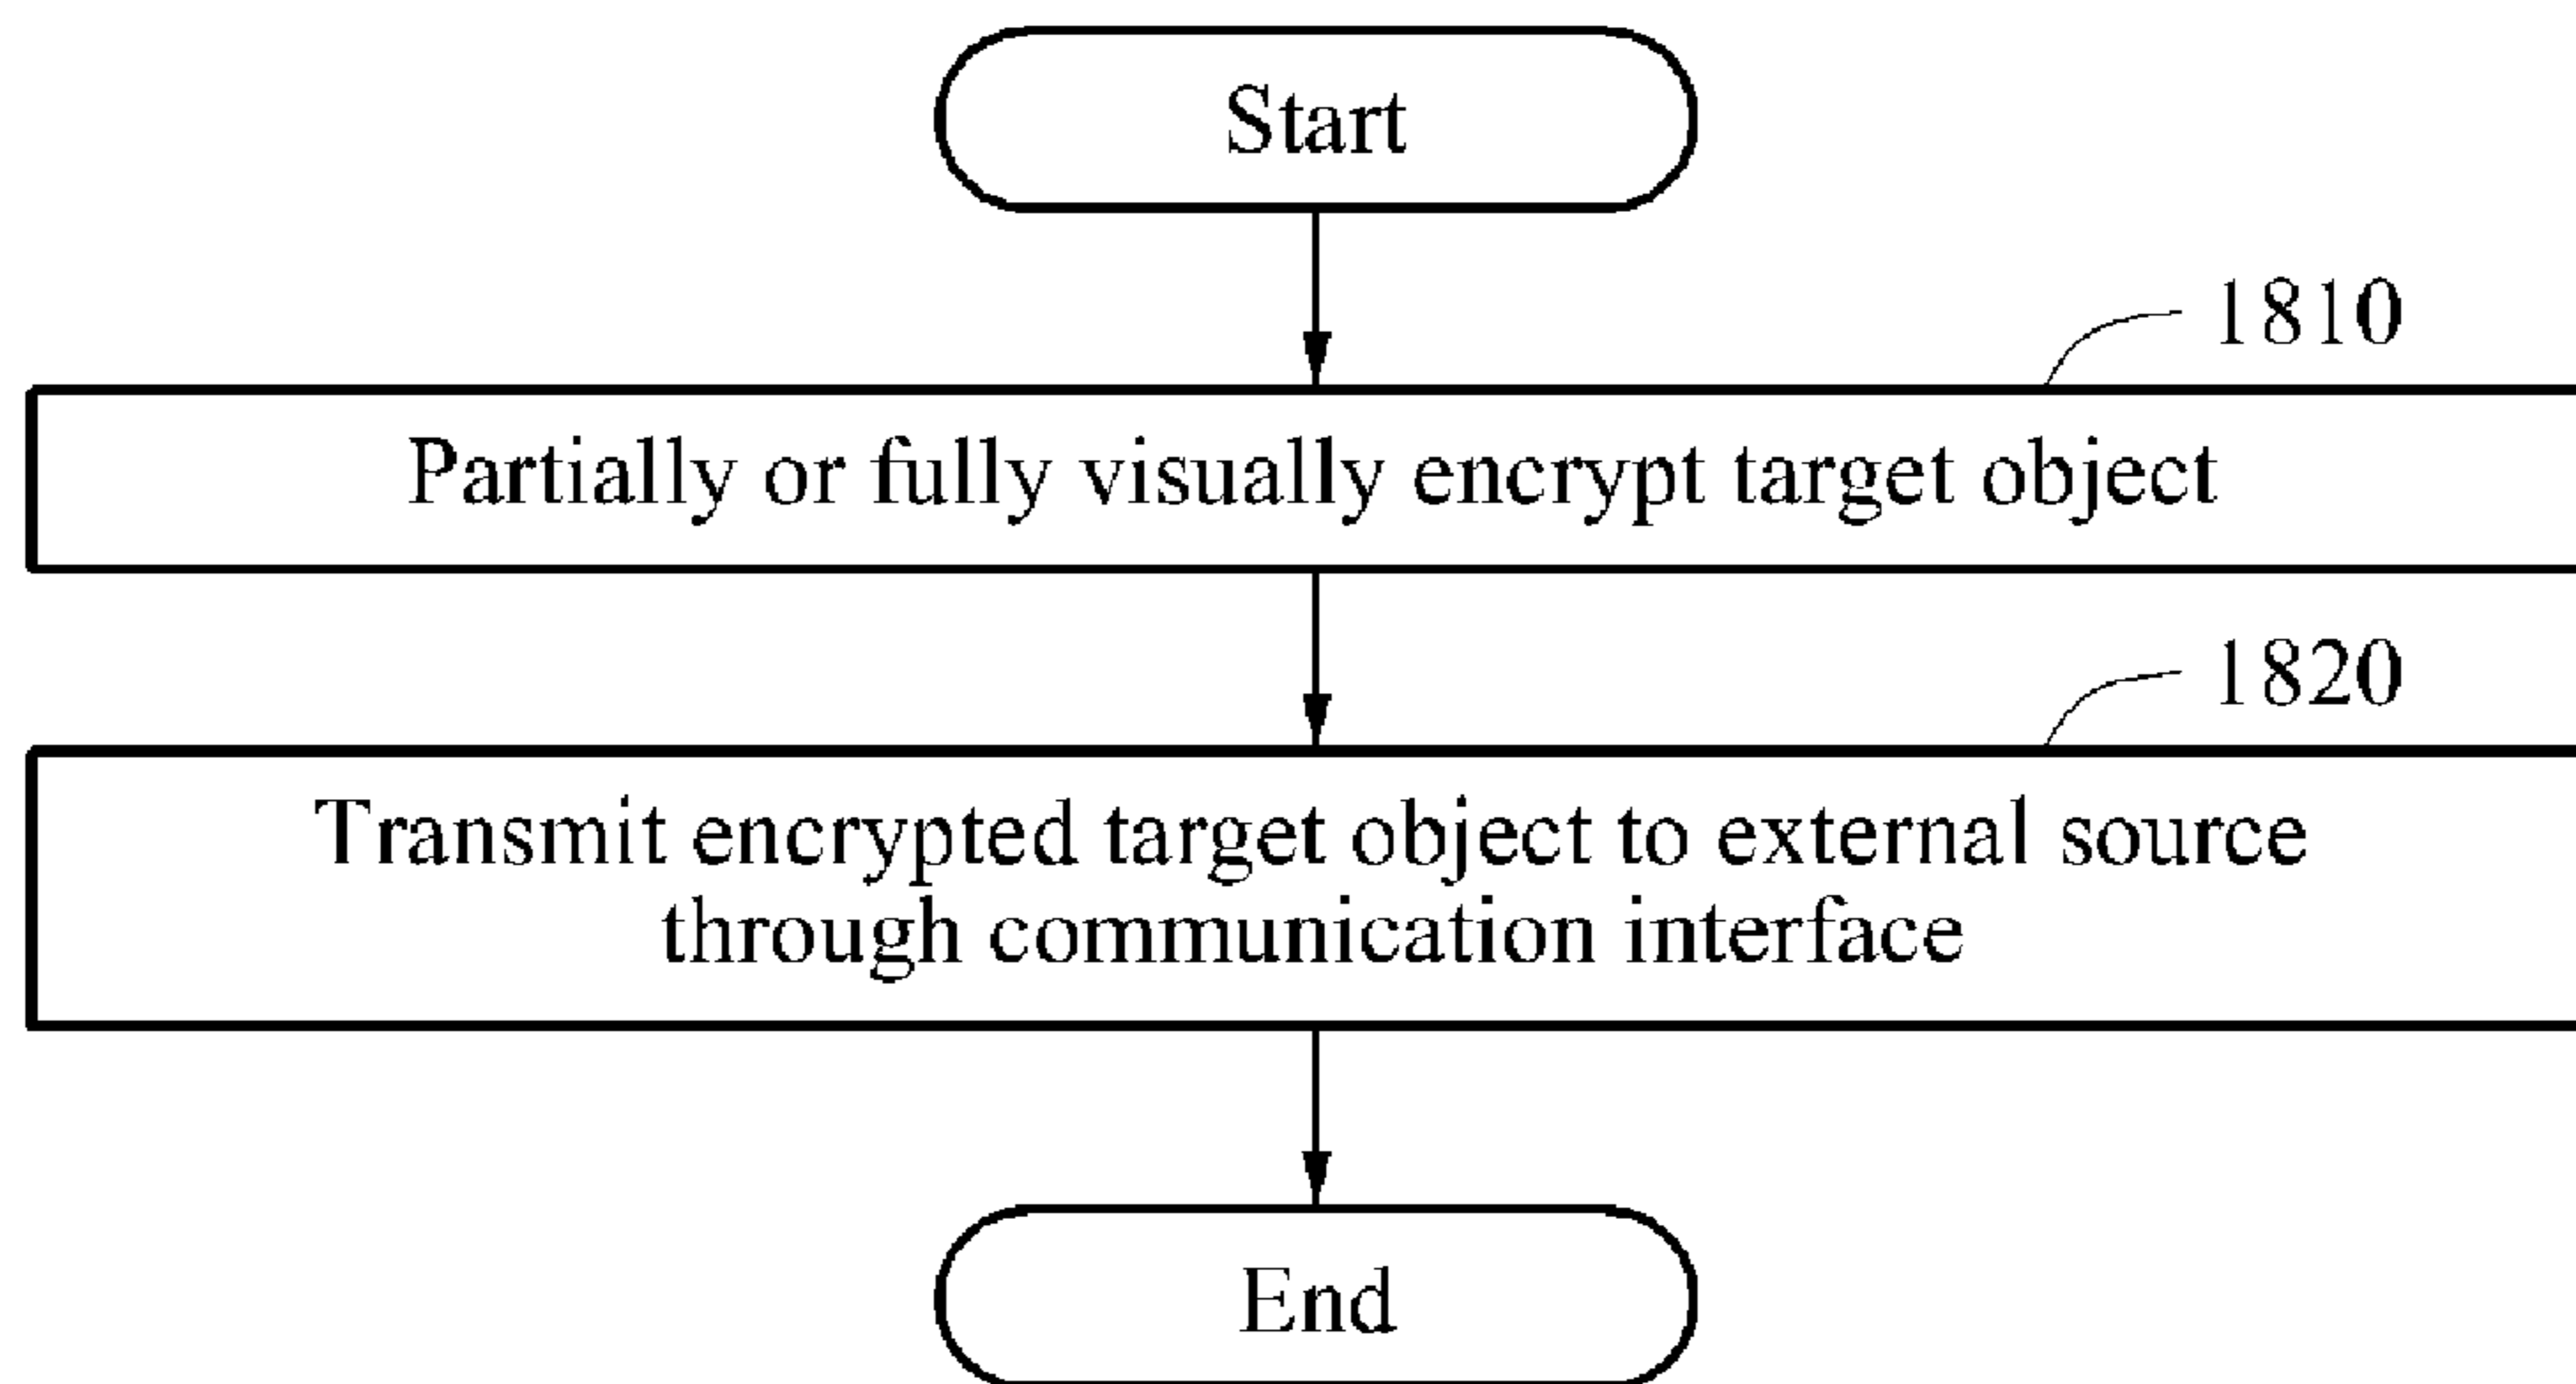 Start
1810
Partially or fully visually encrypt target object
1820
Transmit encrypted target object to external source
through communication interface
End